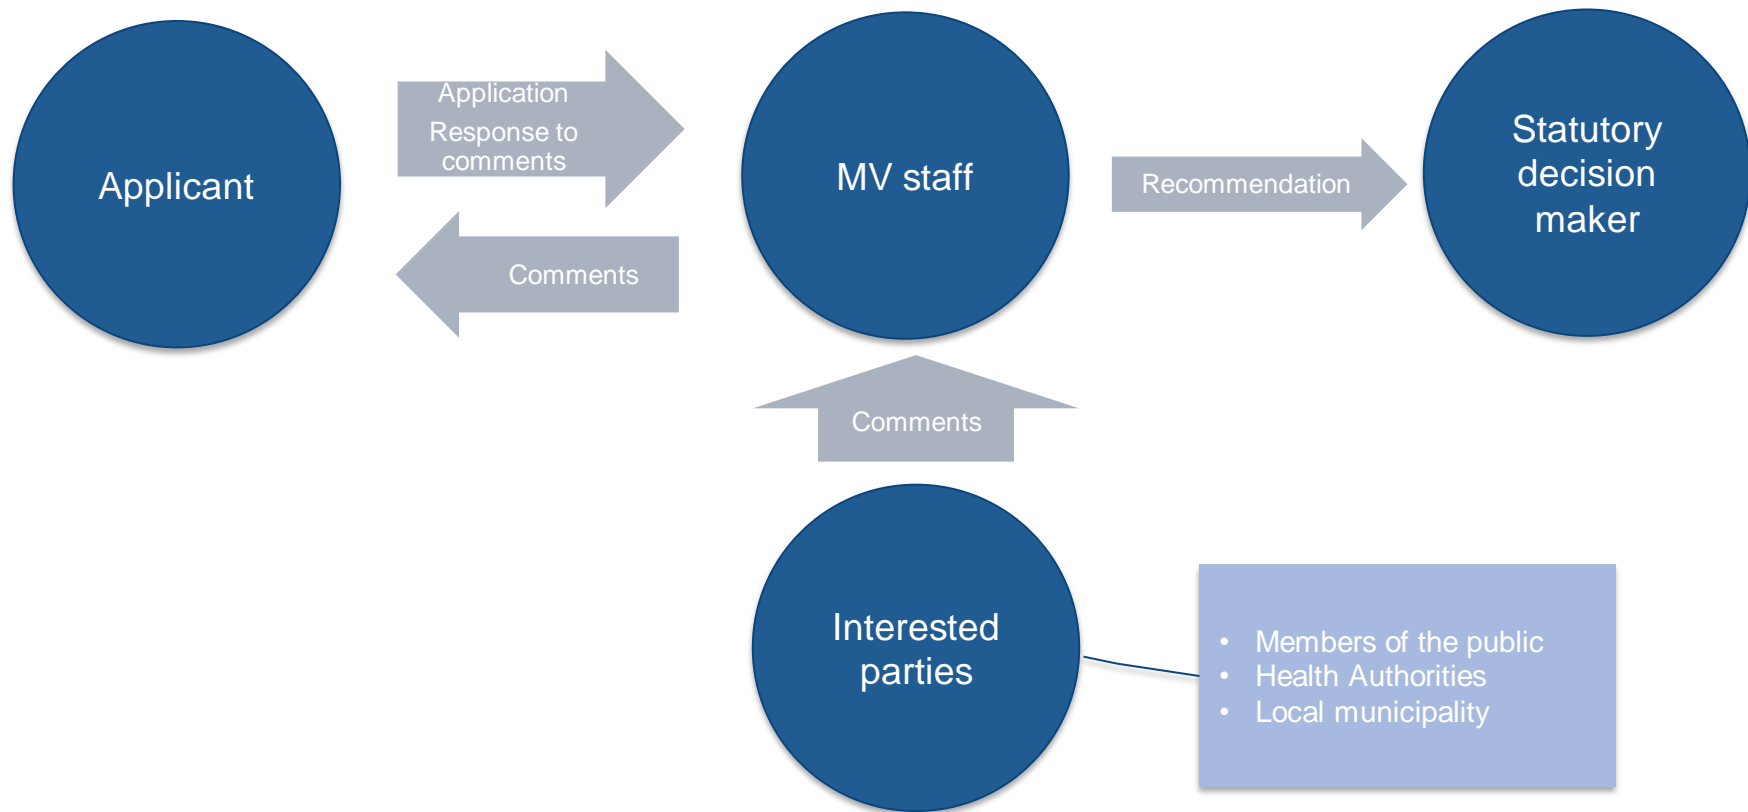 Applicant
Application
Response to
comments
Comments
MV staff
Recommendation
Statutory
decision
maker
Comments
Interested
parties
• Members of the public
• Health Authorities
• Local municipality